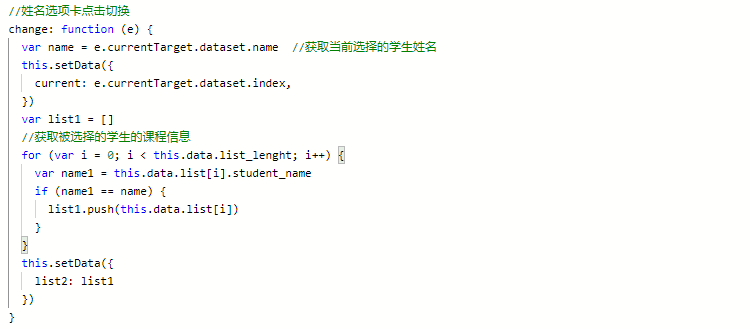 //姓名选项卡点击切换
change: function (e) {
var name = e.currentTarget.dataset.name //获取当前选择的学生姓名
this.setData({
current: e.currentTarget.dataset.index,
})
var list1 = []
//获取被选择的学生的课程信息
for (var i = 0; i < this.data.list_lenght; i++) {
var name1 = this.data.list[i].student_name
if (name1 == name) {
list1.push(this.data.list[i])
}
}
this.setData({
list2: list1
})
}